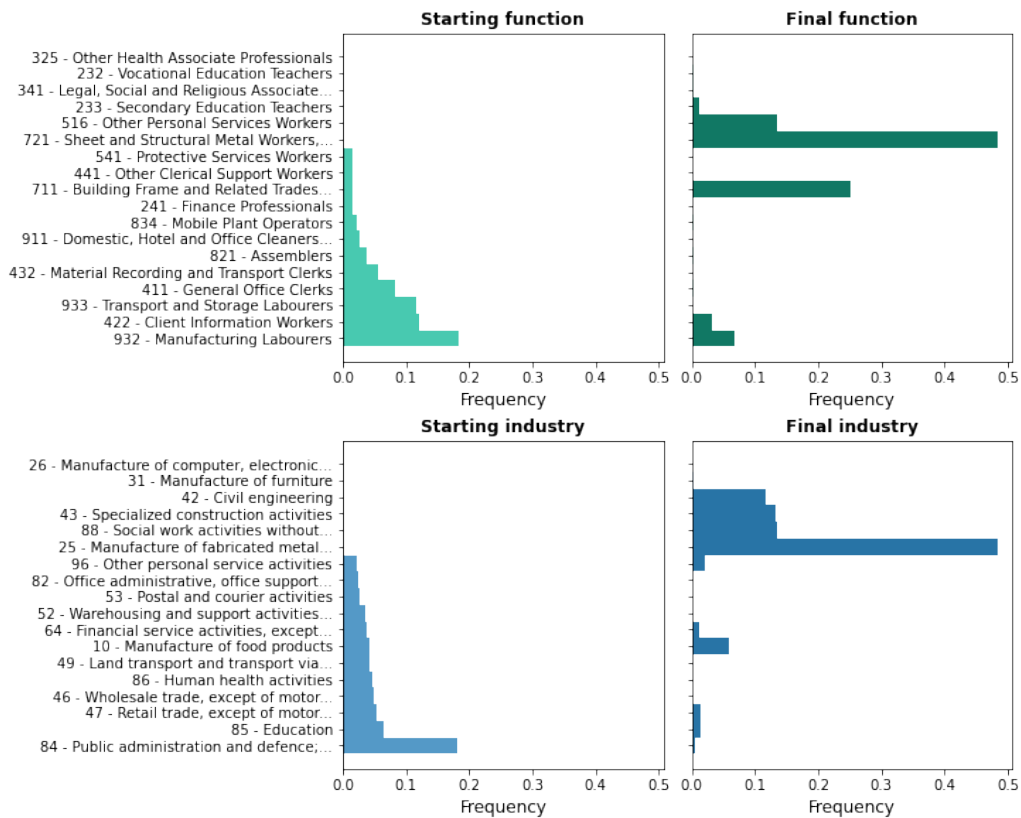 Starting function
Final function
325 - Other Health Associate Professionals
232 - Vocational Education Teachers
341 - Legal, Social and Religious Associate...
233 - Secondary Education Teachers
516 - Other Personal Services Workers
721 - Sheet and Structural Metal Workers,...
541 - Protective Services Workers
441 - Other Clerical Support Workers
711 - Building Frame and Related Trades...
241 - Finance Professionals
834 - Mobile Plant Operators
911 - Domestic, Hotel and Office Cleaners...
821 - Assemblers
432 - Material Recording and Transport Clerks
411 - General Office Clerks
933 - Transport and Storage Labourers
422 - Client Information Workers
932 - Manufacturing Labourers
0.0 0.1 0.2 0.3 0.4 0.5
0.0 0.1 0.2 0.3 0.4 0.5
Frequency
Frequency
Starting industry
Final industry
26 - Manufacture of computer, electronic...
31 - Manufacture of furniture
42 - Civil engineering
43 - Specialized construction activities
88 - Social work activities without...
25 - Manufacture of fabricated metal...
96 - Other personal service activities
82 - Office administrative, office support...
53 - Postal and courier activities
52 - Warehousing and support activities...
64 - Financial service activities, except...
10 - Manufacture of food products
49 - Land transport and transport via...
86 - Human health activities
46 - Wholesale trade, except of motor...
47 - Retail trade, except of motor...
85 - Education
84 - Public administration and defence;...
0.0 0.1 0.2 0.3 0.4 0.5
0.0 0.1 0.2 0.3 0.4 0.5
Frequency
Frequency